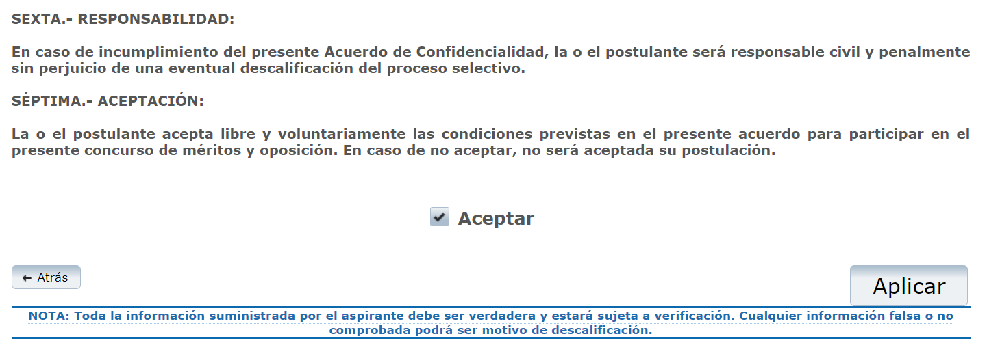 SEXTA.- RESPONSABILIDAD:
En caso de incumplimiento del presente Acuerdo de Confidencialidad, la o el postulante será responsable civil y penalmente
sin perjuicio de una eventual descalificación del proceso selectivo.
SÉPTIMA.- ACEPTACIÓN:
La o el postulante acepta libre y voluntariamente las condiciones previstas en el presente acuerdo para participar en el
presente concurso de méritos y oposición. En caso de no aceptar, no será aceptada su postulación.
Aceptar
Atrás
Aplicar
NOTA: Toda la información suministrada por el aspirante debe ser verdadera y estará sujeta a verificación. Cualquier información falsa o no
comprobada podrá ser motivo de descalificación.